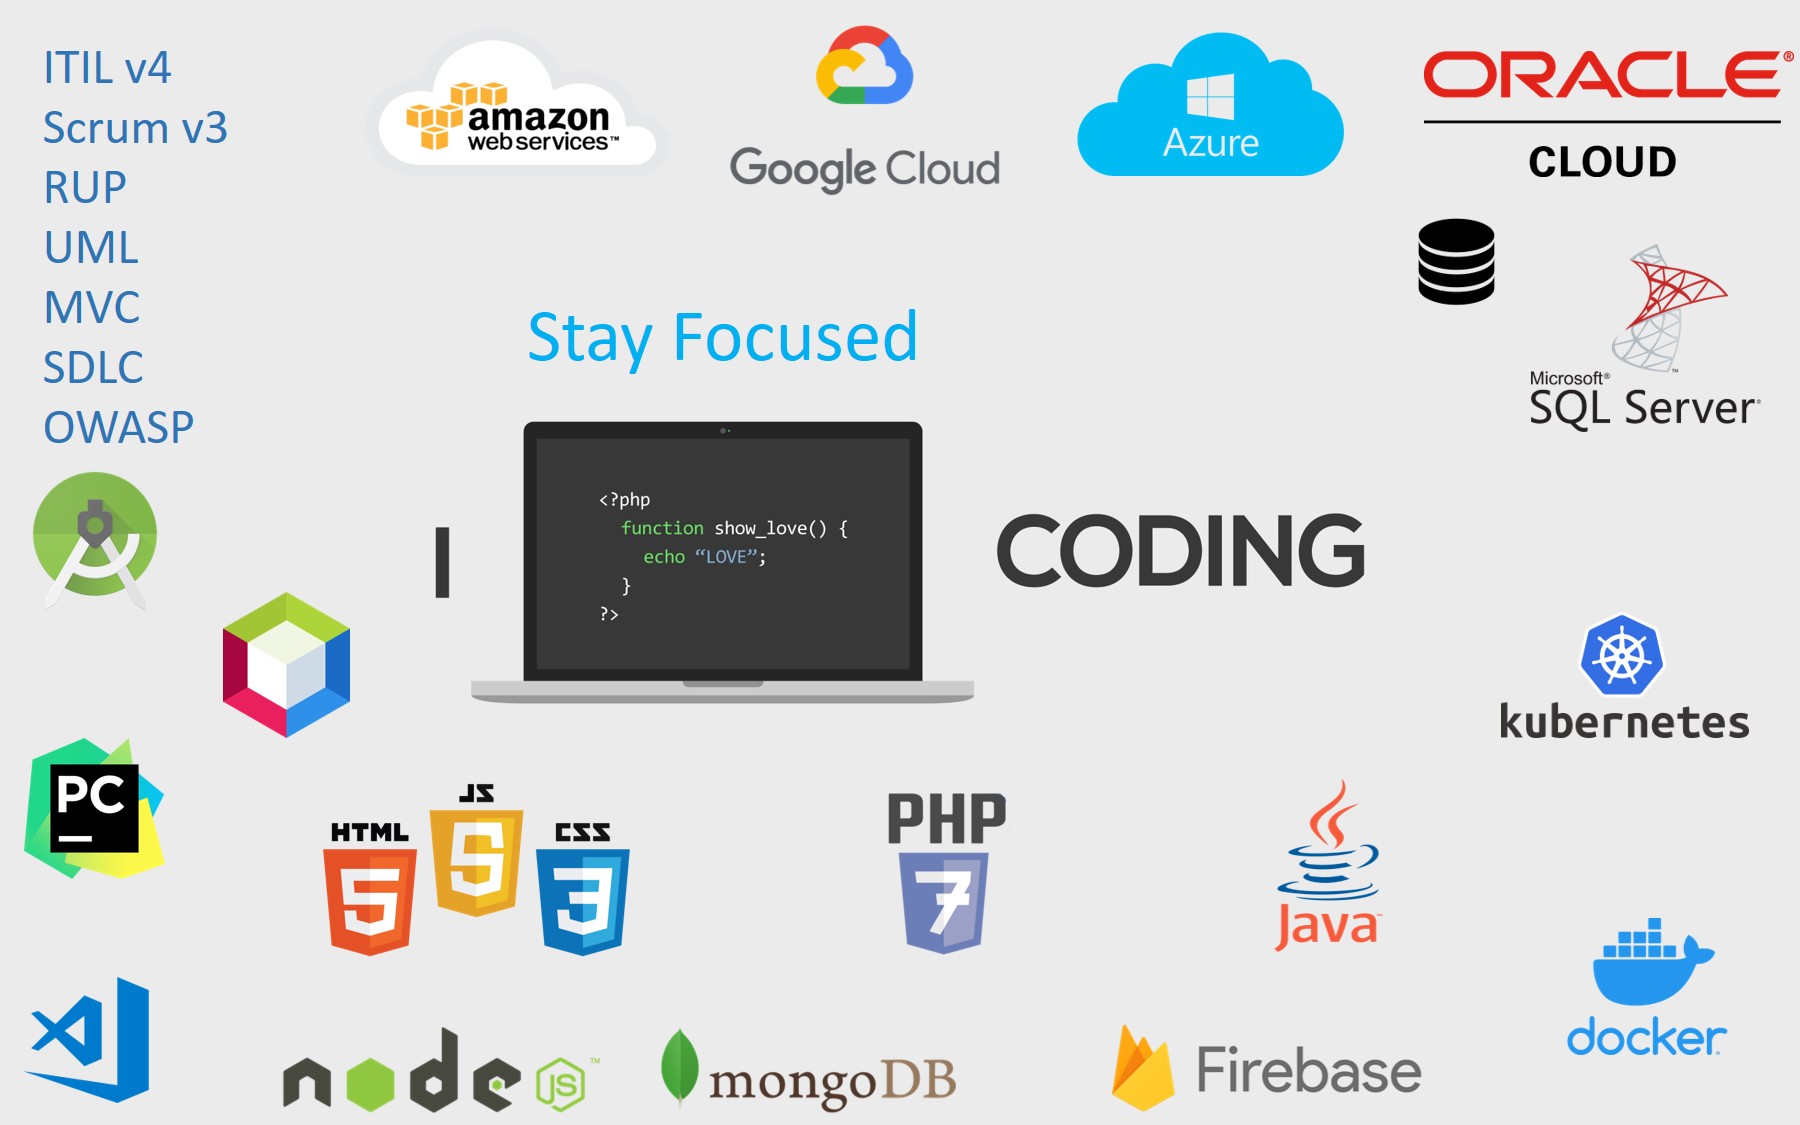 ITIL v4
Scrum v3
RUP
UML
MVC
SDLC
OWASP
amazon
web services™
Google Cloud
Azure
ORACLE®
CLOUD
Microsoft®
SQL Server
Stay Focused
I
<?php
function show_love() {
echo “LOVE”;
}
?>
CODING
kubernetes
PC
HTML
5
JS
5
CSS
3
PHP
7
Java™
docker
node JS™
mongoDB
Firebase